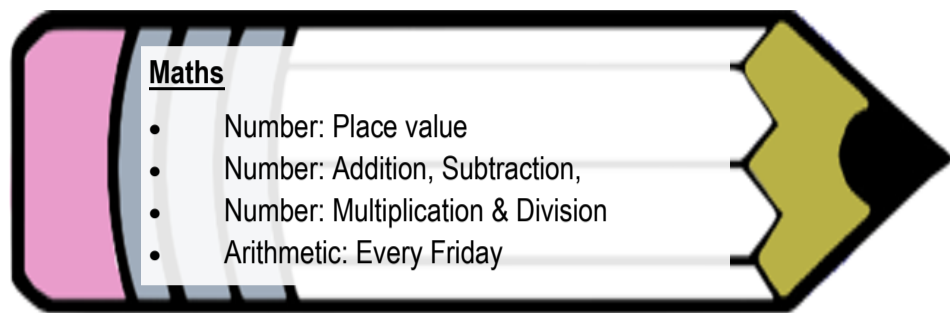 Maths
• Number: Place value
• Number: Addition, Subtraction,
• Number: Multiplication & Division
• Arithmetic: Every Friday